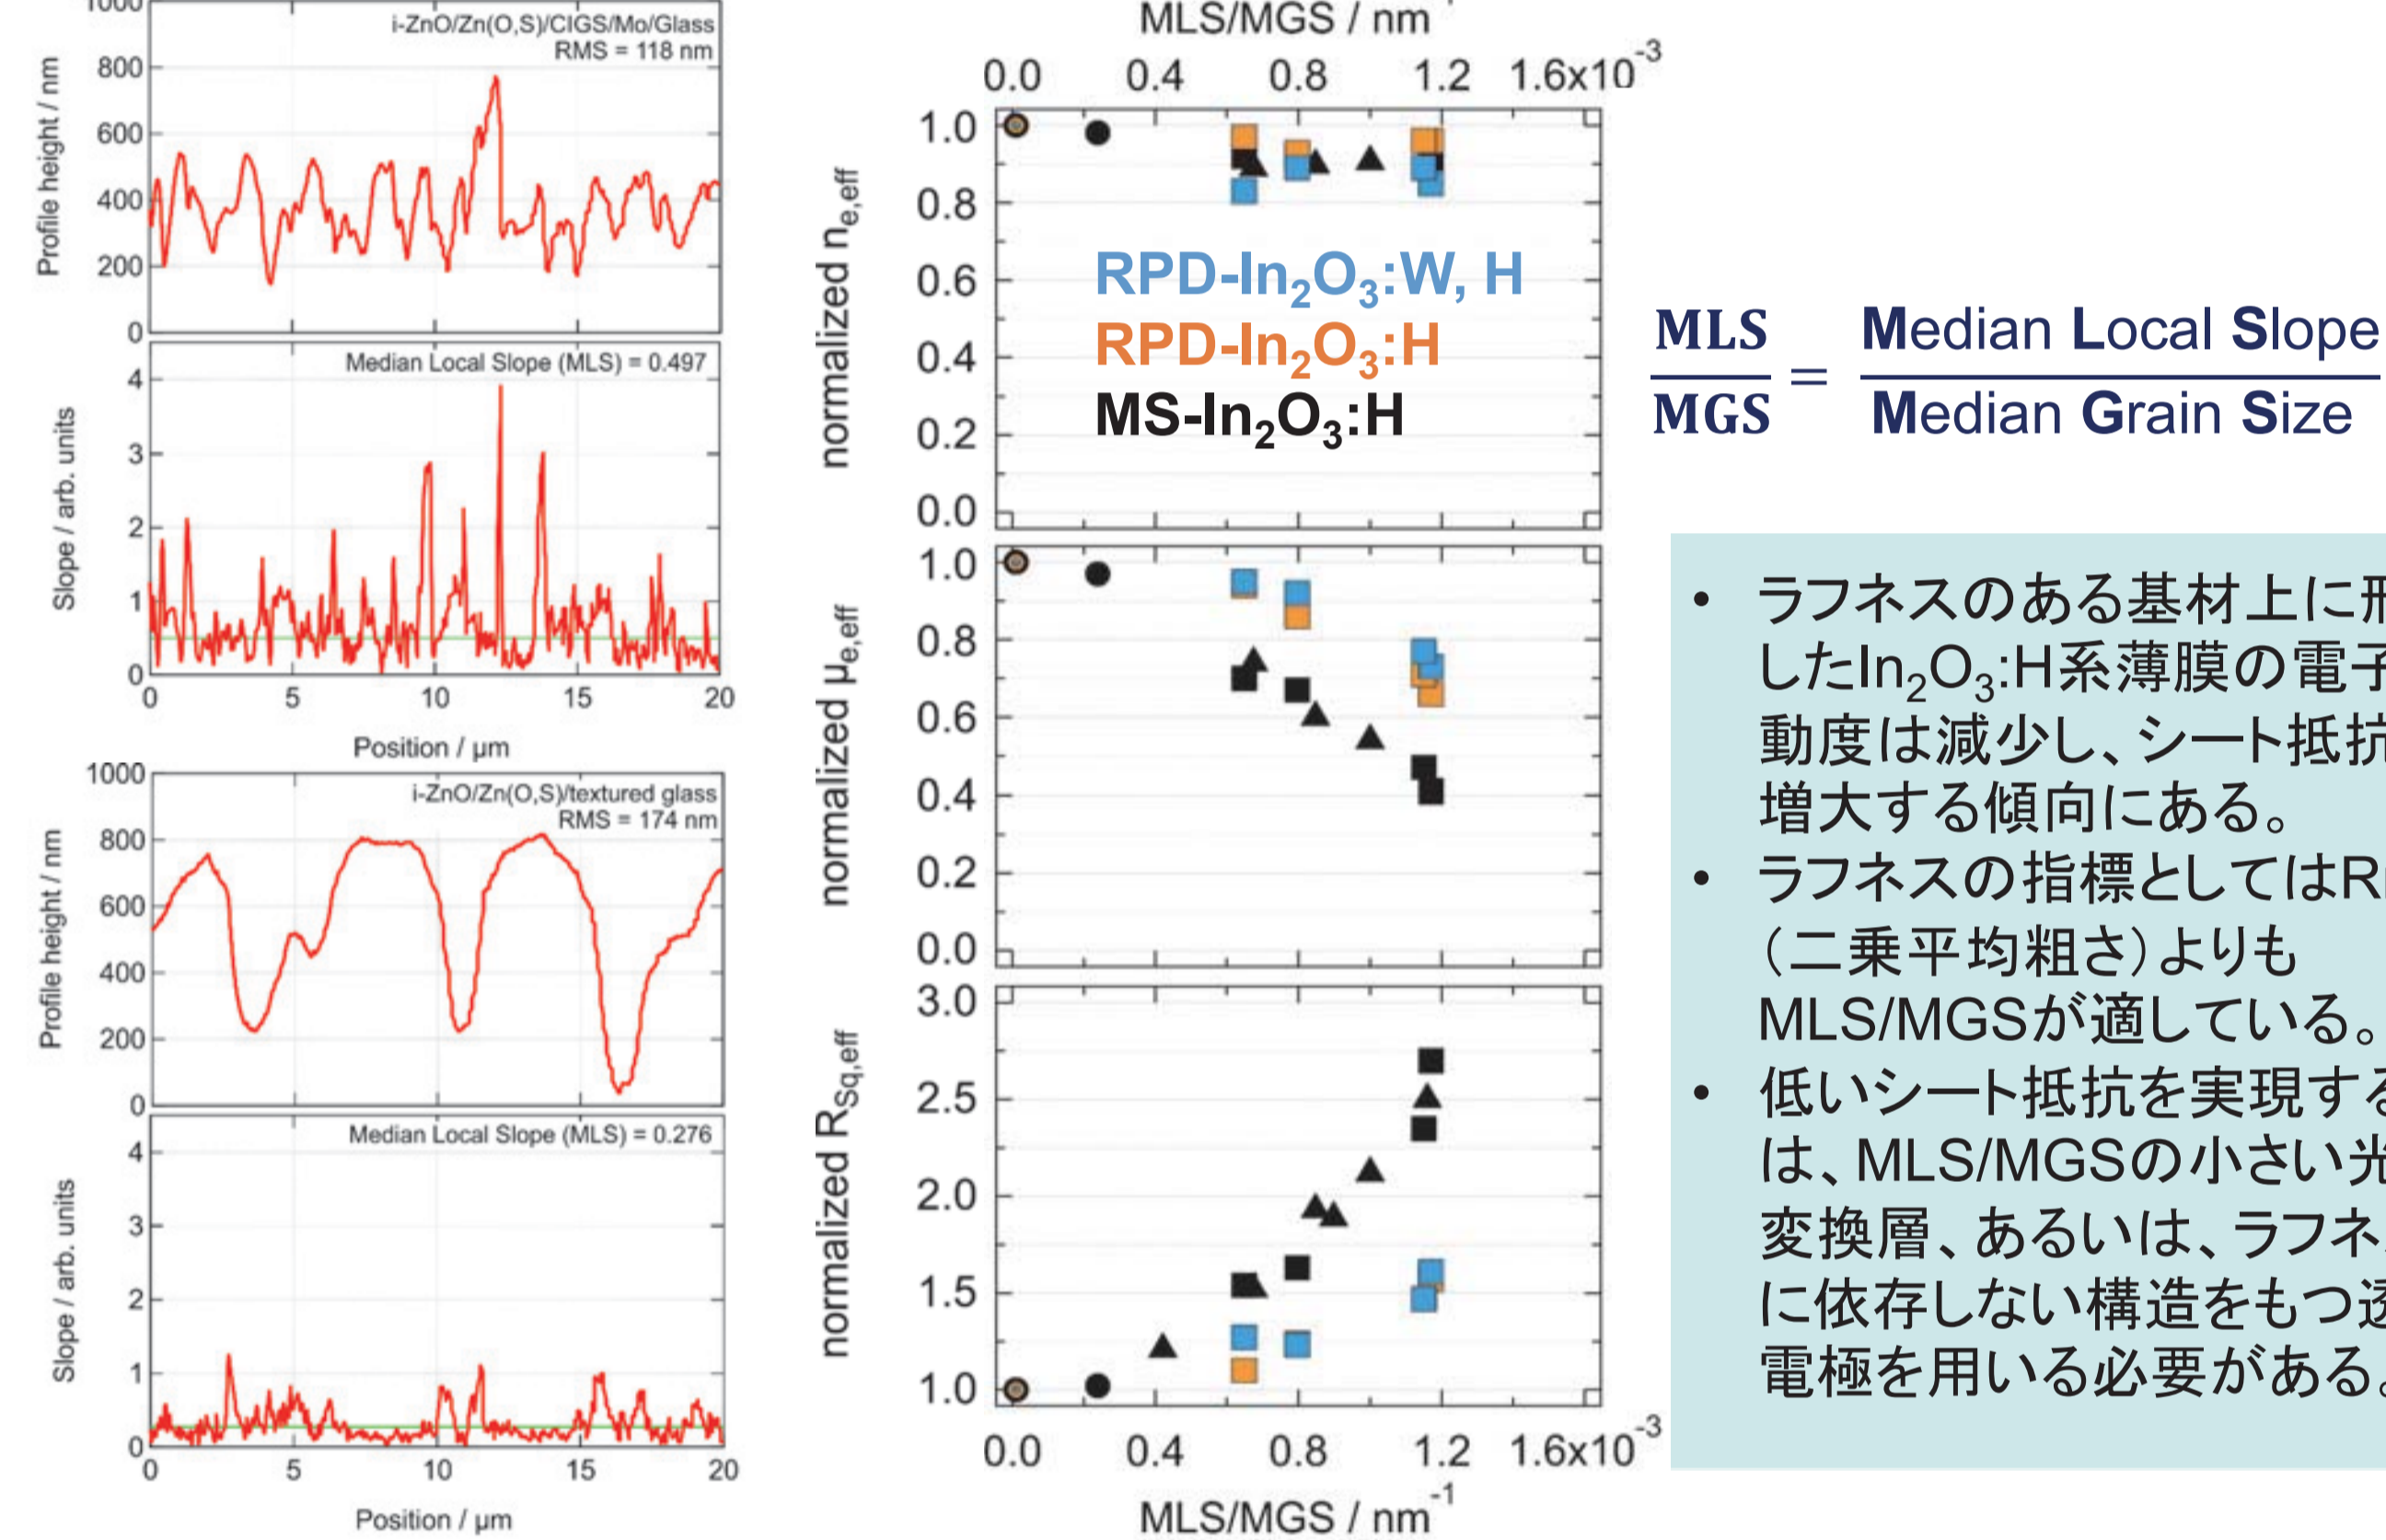 1000
i-ZnO/Zn(O,S)/CIGS/Mo/Glass
RMS = 118 nm
800
600
400
200
0
Profile height / nm
Median Local Slope (MLS) = 0.497
4
3
2
1
0
Slope / arb. units
0 5 10 15 20
Position / µm
1000
i-ZnO/Zn(O,S)/textured glass
RMS = 174 nm
800
600
400
200
0
Profile height / nm
Median Local Slope (MLS) = 0.276
4
3
2
1
0
Slope / arb. units
0 5 10 15 20
Position / µm
MLS/MGS / nm
0.0 0.4 0.8 1.2 1.6x10⁻³
1.0
0.8
0.6
0.4
0.2
0.0
normalized nₑ,eff
RPD-In₂O₃:W, H
RPD-In₂O₃:H
MS-In₂O₃:H
1.0
0.8
0.6
0.4
0.2
0.0
normalized µₑ,eff
3.0
2.5
2.0
1.5
1.0
normalized R_Sq,eff
0.0 0.4 0.8 1.2 1.6x10⁻³
MLS/MGS / nm⁻¹
MLS Median Local Slope
=
MGS Median Grain Size
• ラフネスのある基材上に
したIn₂O₃:H系薄膜の電子
動度は減少し、シート抵抗
増大する傾向にある。
• ラフネスの指標としてはR
（二乗平均粗さ）よりも
MLS/MGSが適している。
• 低いシート抵抗を実現する
は、MLS/MGSの小さい光
変換層、あるいは、ラフネ
に依存しない構造をもつ透
電極を用いる必要がある。